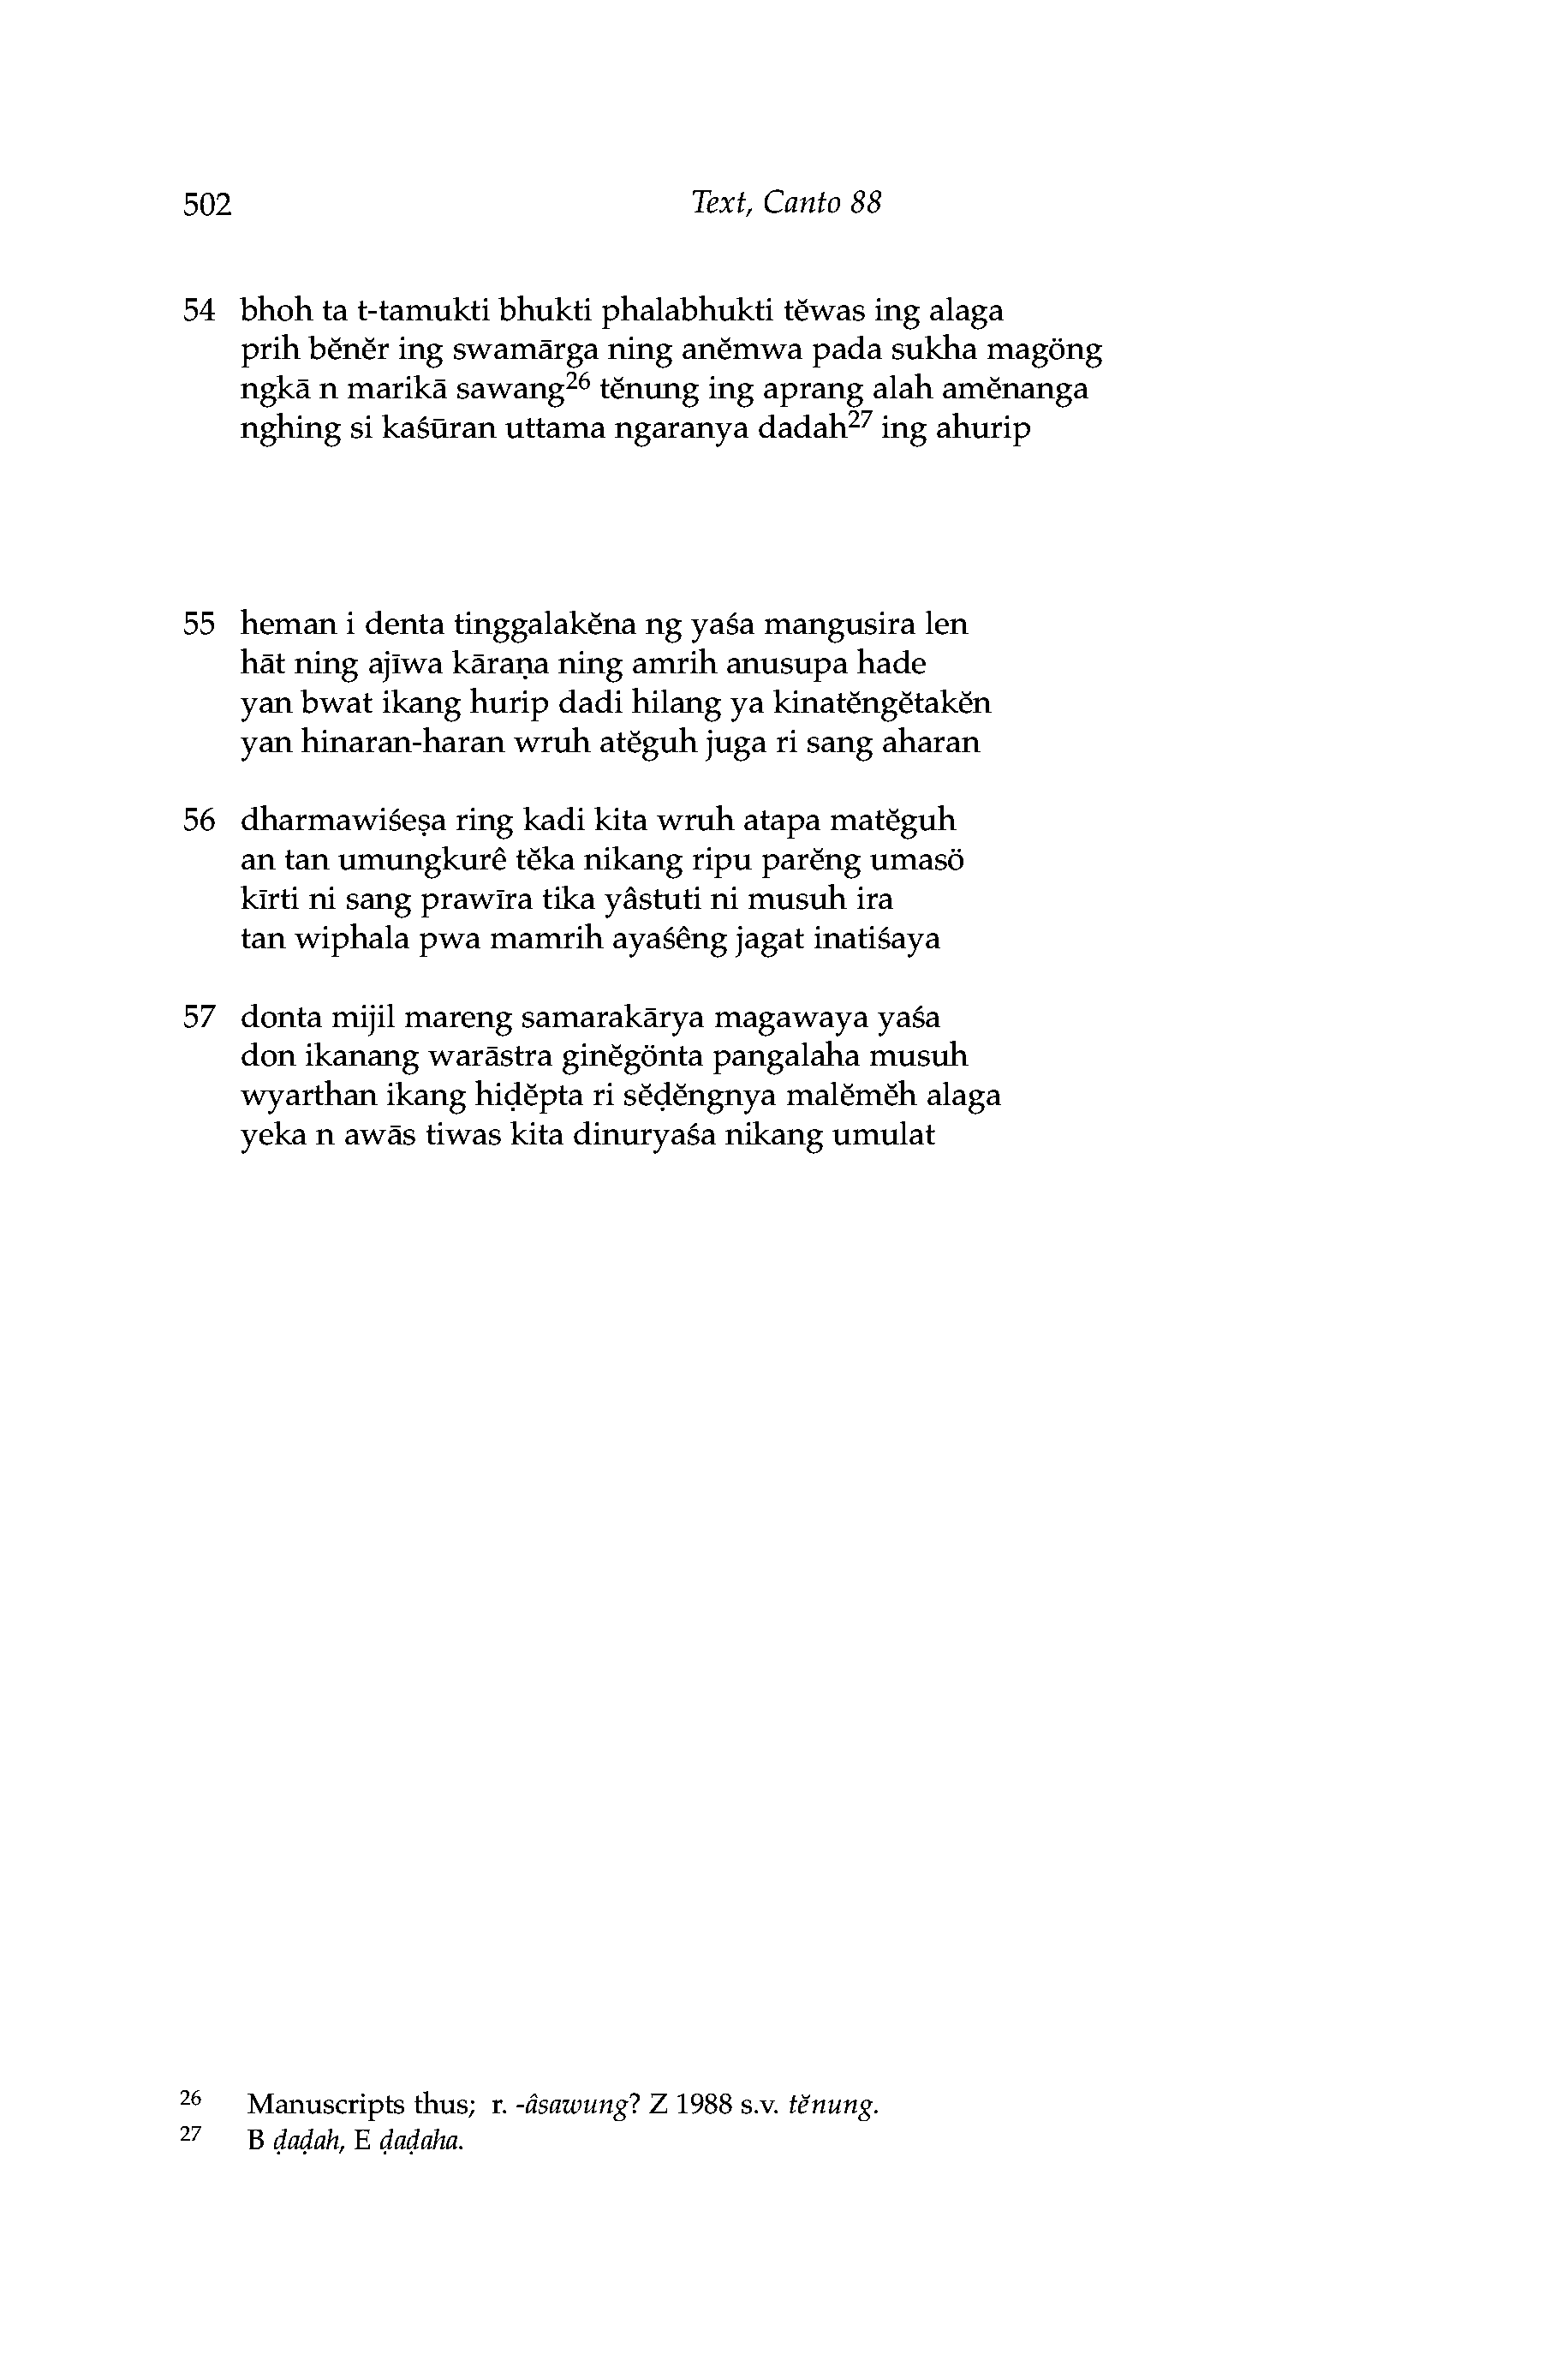 502 Text, Canto 88
54 bhoh ta t-tamukti bhukti phalabhukti tĕwas ing alaga
prih bĕnĕr ing swamārga ning anĕmwa pada sukha magöng
ngkā n marikā sawang26 tĕnung ing aprang alah amĕnanga
nghing si kaśūran uttama ngaranya dadah27 ing ahurip
55 heman i denta tinggalakĕna ng yaśa mangusira len
hāt ning ajīwa kāraṇa ning amrih anusupa hade
yan bwat ikang hurip dadi hilang ya kinatĕngĕtakĕn
yan hinaran-haran wruh atĕguh juga ri sang aharan
56 dharmawiśeṣa ring kadi kita wruh atapa matĕguh
an tan umungkurê tĕka nikang ripu parĕng umasö
kīrti ni sang prawīra tika yâstuti ni musuh ira
tan wiphala pwa mamrih ayaśêng jagat inatiśaya
57 donta mijil mareng samarakārya magawaya yaśa
don ikanang warāstra ginĕgönta pangalaha musuh
wyarthan ikang hiḍĕpta ri sĕḍĕngnya malĕmĕh alaga
yeka n awās tiwas kita dinuryaśa nikang umulat
26 Manuscripts thus; r. -âsawung? Z 1988 s.v. tĕnung.
27 B ḍaḍah, E ḍaḍaha.